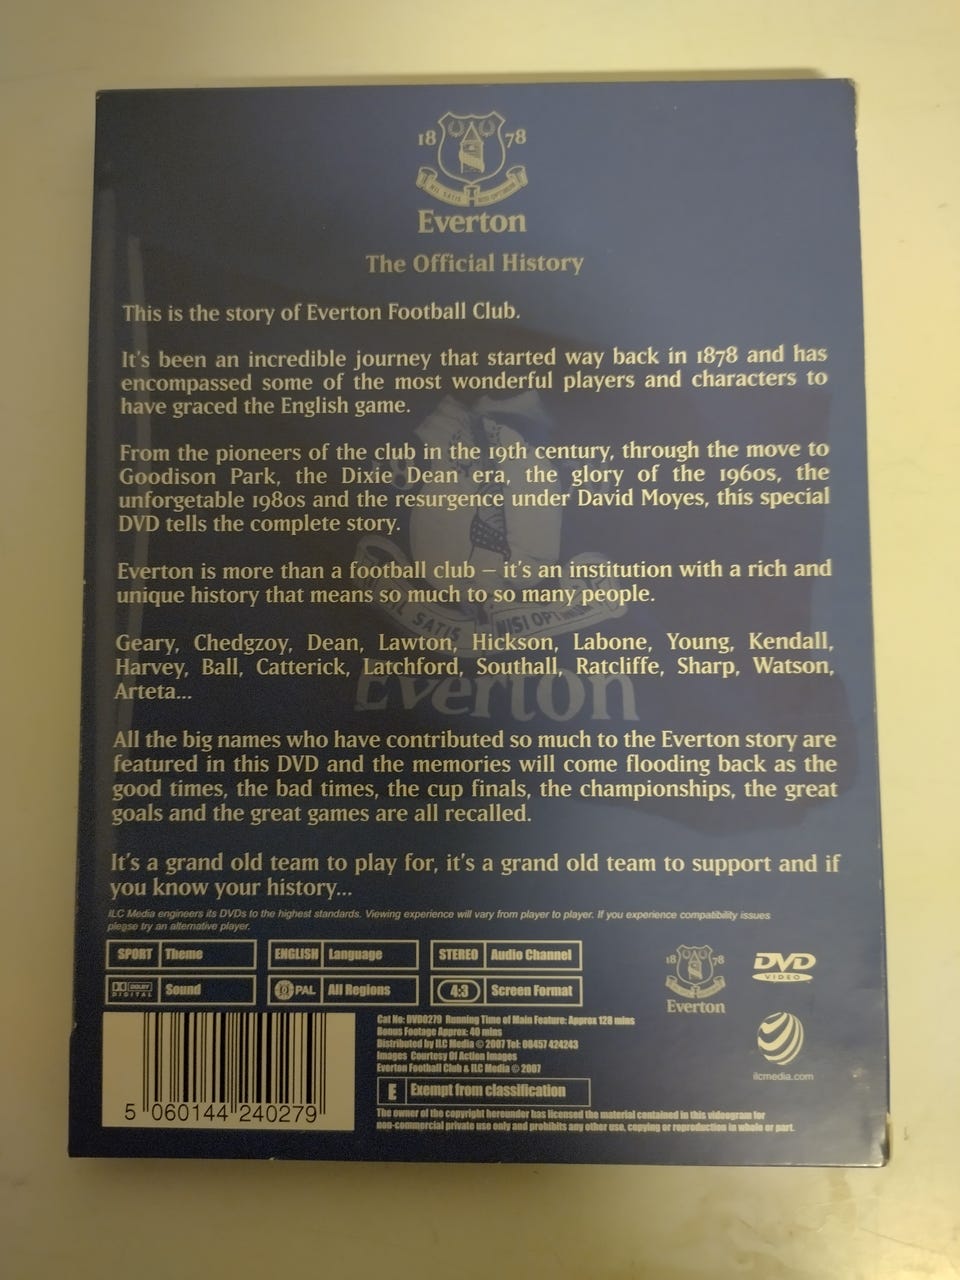 18 78
NIL SATIS NISI OPTIMUM
Everton
The Official History
This is the story of Everton Football Club.
It's been an incredible journey that started way back in 1878 and has
encompassed some of the most wonderful players and characters to
have graced the English game.
From the pioneers of the club in the 19th century, through the move to
Goodison Park, the Dixie Dean era, the glory of the 1960s, the
unforgetable 1980s and the resurgence under David Moyes, this special
DVD tells the complete story.
Everton is more than a football club – it's an institution with a rich and
unique history that means so much to so many people.
Geary, Chedgzoy, Dean, Lawton, Hickson, Labone, Young, Kendall,
Harvey, Ball, Catterick, Latchford, Southall, Ratcliffe, Sharp, Watson,
Arteta...
SATIS NISI OPTIMUM
Everton
All the big names who have contributed so much to the Everton story are
featured in this DVD and the memories will come flooding back as the
good times, the bad times, the cup finals, the championships, the great
goals and the great games are all recalled.
It's a grand old team to play for, it's a grand old team to support and if
you know your history...
ILC Media engineers its DVDs to the highest standards. Viewing experience will vary from player to player. If you experience compatibility issues
please try an alternative player.
SPORT Theme
ENGLISH Language
STEREO Audio Channel
DOLBY DIGITAL Sound
PAL All Regions
4:3 Screen Format
18 78
Everton
DVD
VIDEO
ilcmedia.com
Cat No: DVD0279 Running Time of Main Feature: Approx 128 mins
Bonus Footage Approx: 40 mins
Distributed by ILC Media © 2007 Tel: 08457 424243
Images Courtesy Of Action Images
Everton Football Club & ILC Media © 2007
E Exempt from classification
The owner of the copyright hereunder has licensed the material contained in this videogram for
non-commercial private use only and prohibits any other use, copying or reproduction in whole or part.
5 060144 240279